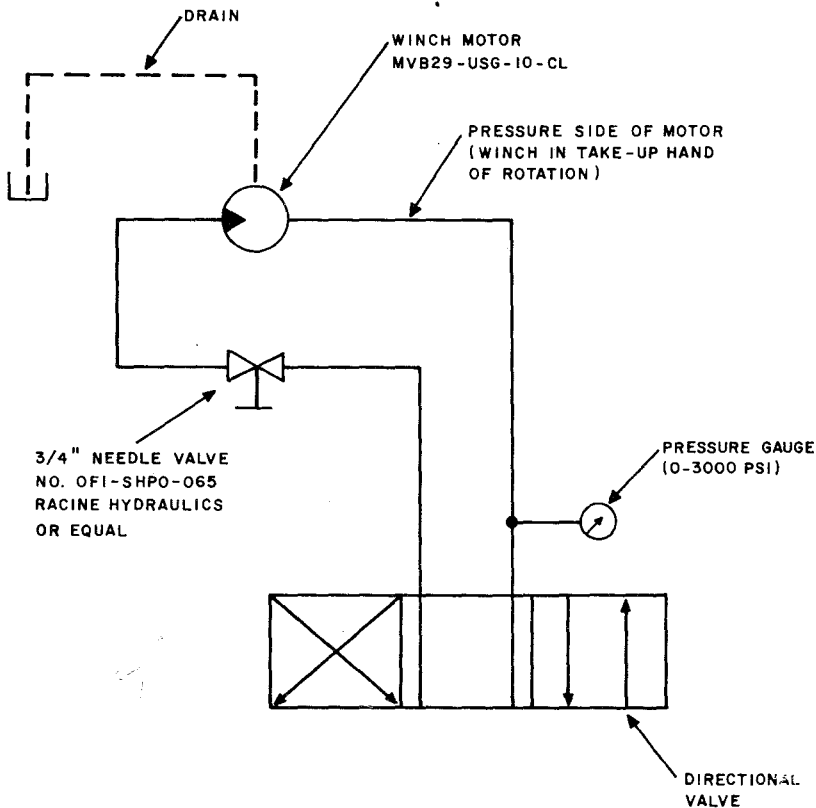 DRAIN
WINCH MOTOR
MVB29-USG-10-CL
PRESSURE SIDE OF MOTOR
(WINCH IN TAKE-UP HAND
OF ROTATION)
3/4" NEEDLE VALVE
NO. OFI-SHPO-065
RACINE HYDRAULICS
OR EQUAL
PRESSURE GAUGE
(0-3000 PSI)
DIRECTIONAL
VALVE